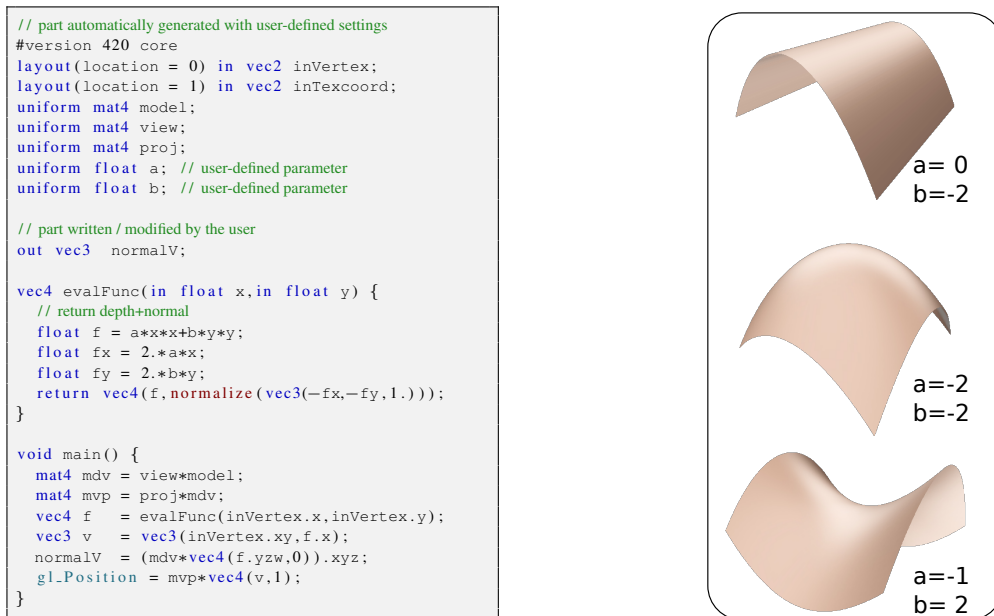 // part automatically generated with user-defined settings
#version 420 core
layout(location = 0) in vec2 inVertex;
layout(location = 1) in vec2 inTexcoord;
uniform mat4 model;
uniform mat4 view;
uniform mat4 proj;
uniform float a; // user-defined parameter
uniform float b; // user-defined parameter
// part written / modified by the user
out vec3 normalV;
vec4 evalFunc(in float x,in float y) {
// return depth+normal
float f = a*x*x+b*y*y;
float fx = 2.*a*x;
float fy = 2.*b*y;
return vec4(f,normalize(vec3(−fx,−fy,1.)));
}
void main() {
mat4 mdv = view*model;
mat4 mvp = proj*mdv;
vec4 f = evalFunc(inVertex.x,inVertex.y);
vec3 v = vec3(inVertex.xy,f.x);
normalV = (mdv*vec4(f.yzw,0)).xyz;
gl_Position = mvp*vec4(v,1);
}
a= 0
b=-2
a=-2
b=-2
a=-1
b= 2